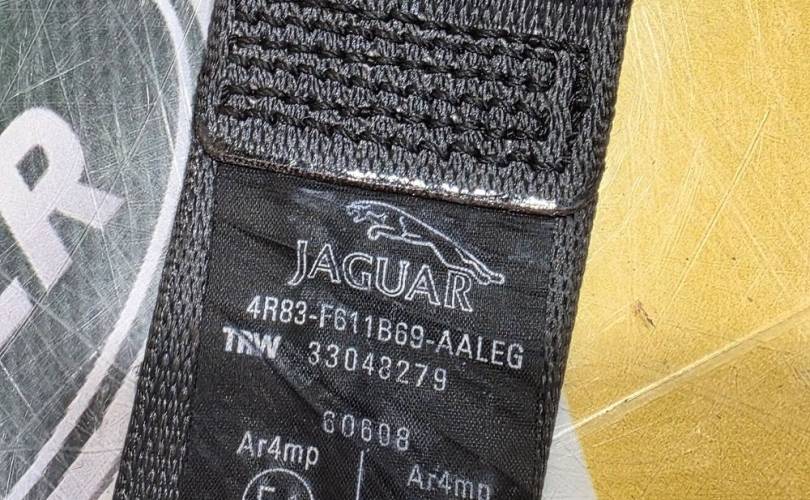 JAGUAR
4R83-F611B69-AALEG
TRW 33048279
60608
Ar4mp
Ar4mp